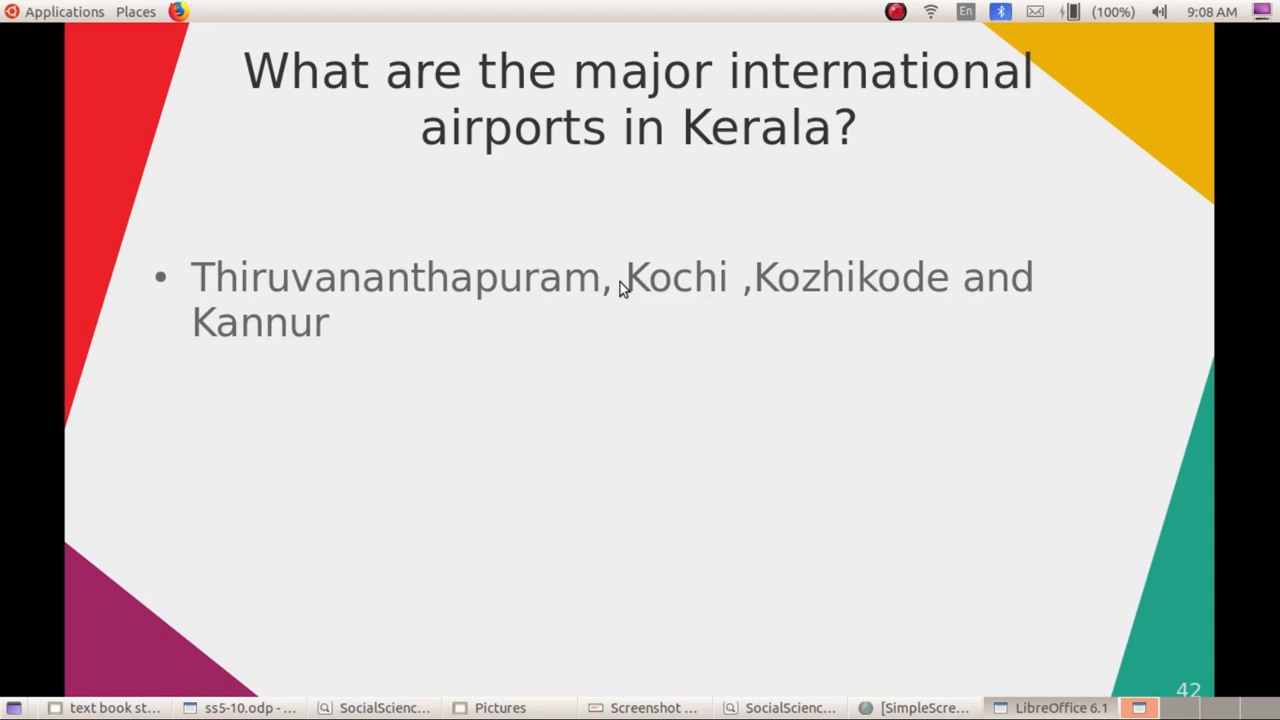 Applications Places En (100%) 9:08 AM
What are the major international
airports in Kerala?
• Thiruvananthapuram, Kochi ,Kozhikode and
Kannur
42
text book st... ss5-10.odp - ... SocialScienc... Pictures Screenshot ... SocialScienc... [SimpleScre... LibreOffice 6.1